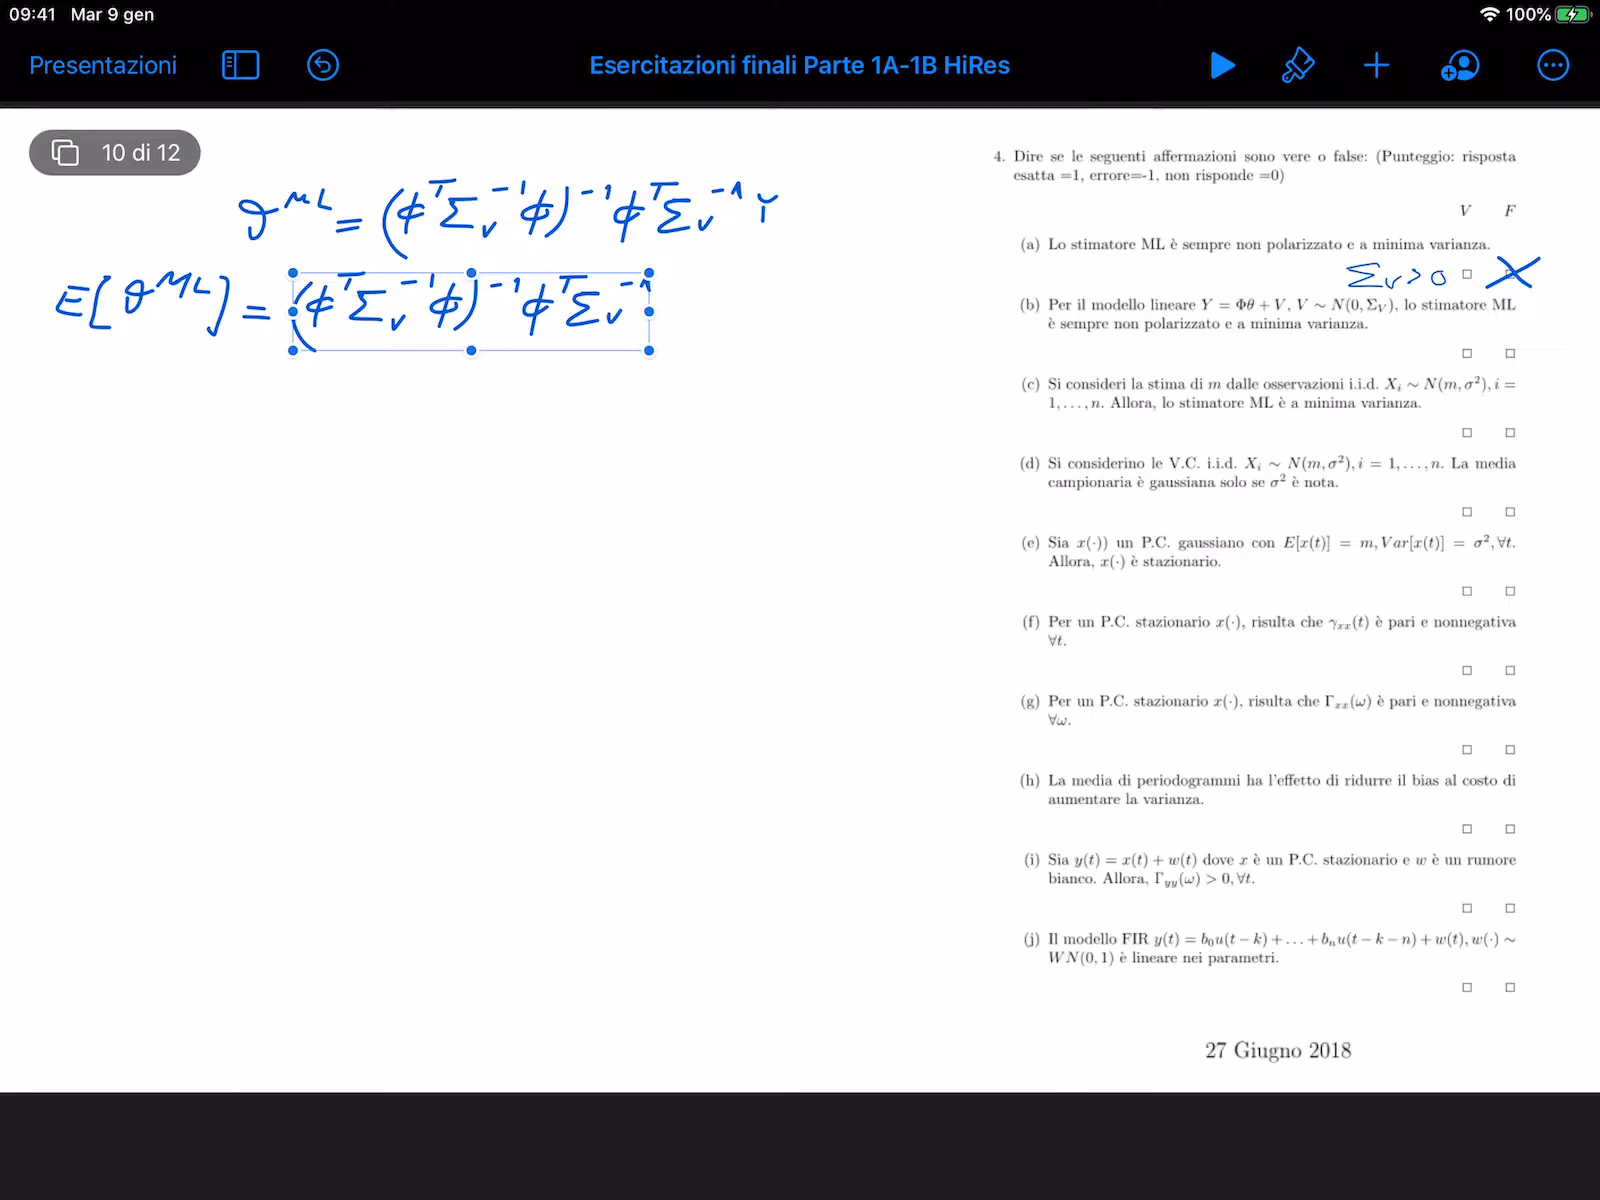 09:41 Mar 9 gen 100%
Presentazioni Esercitazioni finali Parte 1A-1B HiRes
10 di 12
ϑ^ML = (Φ^T Σ_v^-1 Φ)^-1 Φ^T Σ_v^-1 Y
E[ϑ^ML] = (Φ^T Σ_v^-1 Φ)^-1 Φ^T Σ_v^-1
4. Dire se le seguenti affermazioni sono vere o false: (Punteggio: risposta
esatta =1, errore=-1, non risponde =0)
V F
(a) Lo stimatore ML è sempre non polarizzato e a minima varianza.
Σ_v > 0 □ X
(b) Per il modello lineare Y = Φθ + V, V ∼ N(0, Σ_V), lo stimatore ML
è sempre non polarizzato e a minima varianza.
□ □
(c) Si consideri la stima di m dalle osservazioni i.i.d. X_i ∼ N(m, σ²), i =
1, . . . , n. Allora, lo stimatore ML è a minima varianza.
□ □
(d) Si considerino le V.C. i.i.d. X_i ∼ N(m, σ²), i = 1, . . . , n. La media
campionaria è gaussiana solo se σ² è nota.
□ □
(e) Sia x(·)) un P.C. gaussiano con E[x(t)] = m, Var[x(t)] = σ², ∀t.
Allora, x(·) è stazionario.
□ □
(f) Per un P.C. stazionario x(·), risulta che γ_xx(t) è pari e nonnegativa
∀t.
□ □
(g) Per un P.C. stazionario x(·), risulta che Γ_xx(ω) è pari e nonnegativa
∀ω.
□ □
(h) La media di periodogrammi ha l'effetto di ridurre il bias al costo di
aumentare la varianza.
□ □
(i) Sia y(t) = x(t) + w(t) dove x è un P.C. stazionario e w è un rumore
bianco. Allora, Γ_yy(ω) > 0, ∀t.
□ □
(j) Il modello FIR y(t) = b_0u(t − k) + . . . + b_nu(t − k − n) + w(t), w(·) ∼
WN(0, 1) è lineare nei parametri.
□ □
27 Giugno 2018